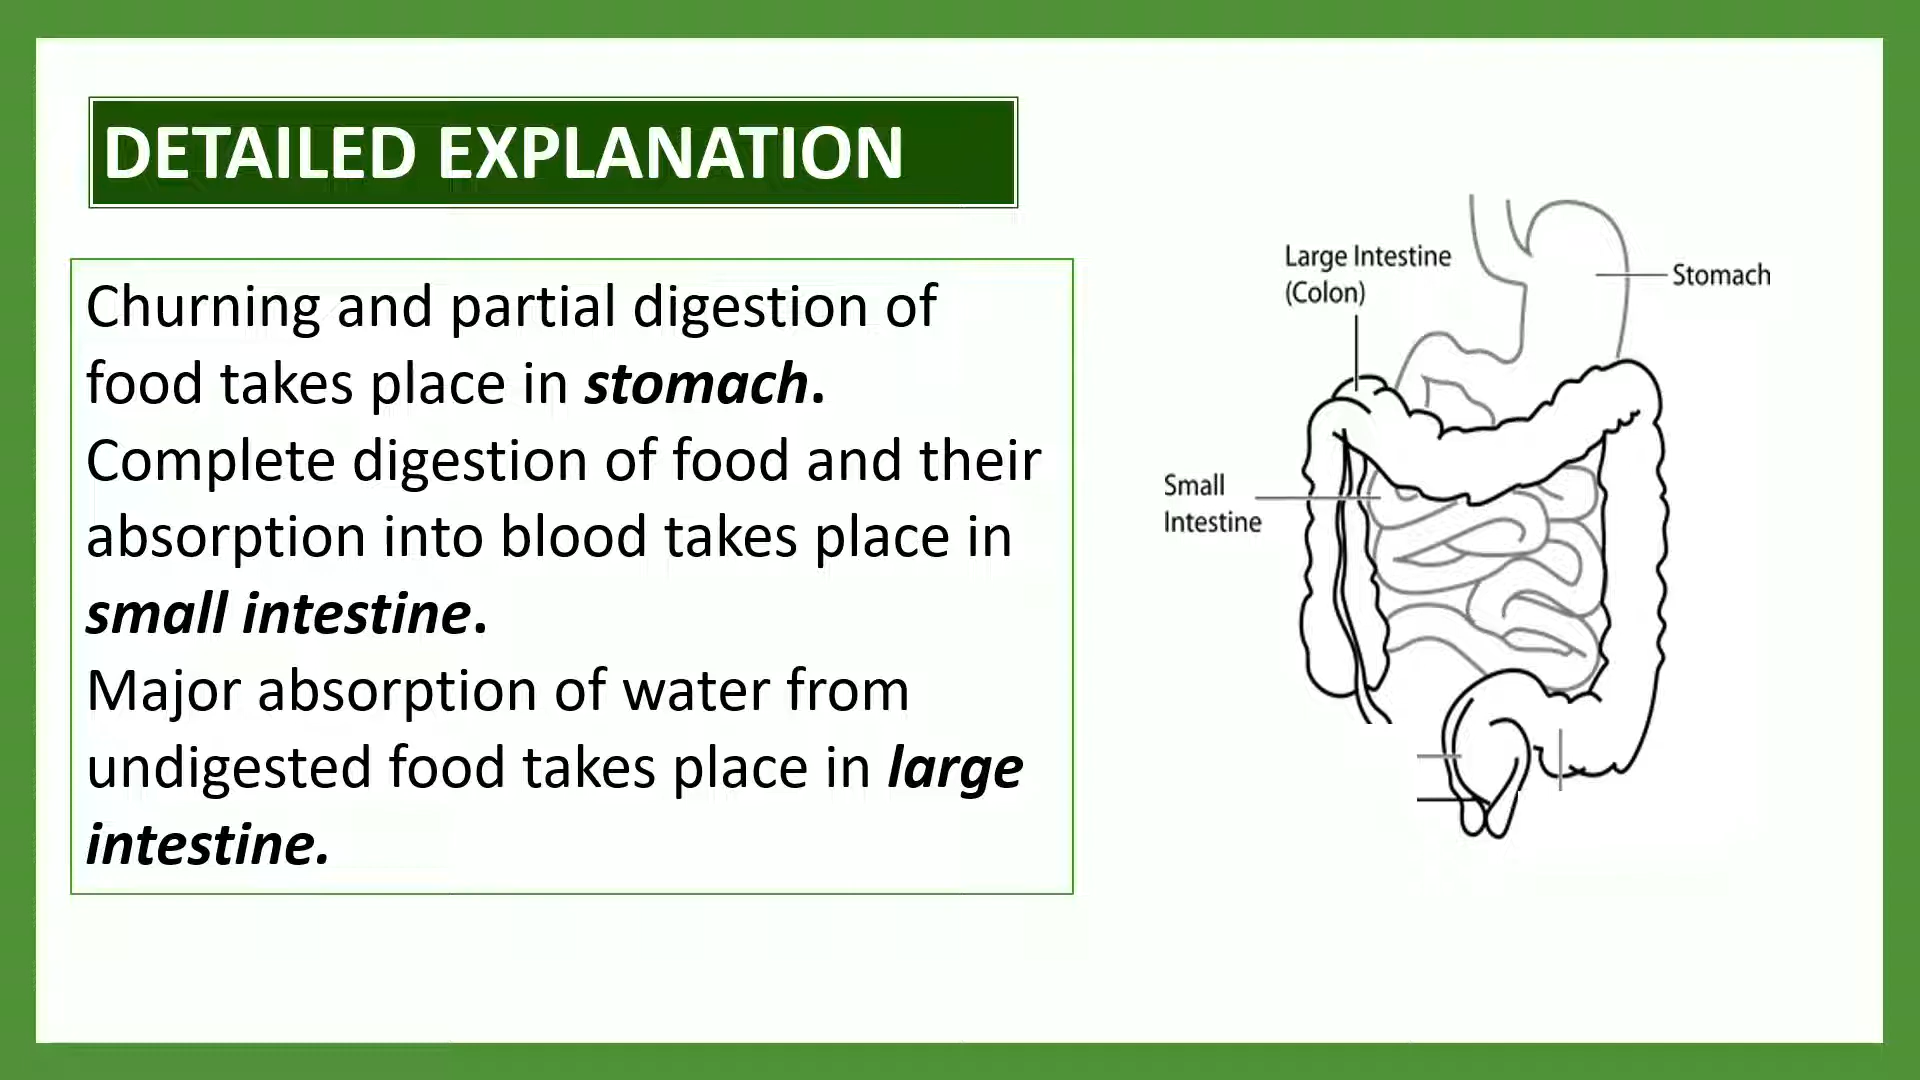 DETAILED EXPLANATION
Churning and partial digestion of
food takes place in stomach.
Complete digestion of food and their
absorption into blood takes place in
small intestine.
Major absorption of water from
undigested food takes place in large
intestine.
Large Intestine
(Colon)
Stomach
Small
Intestine